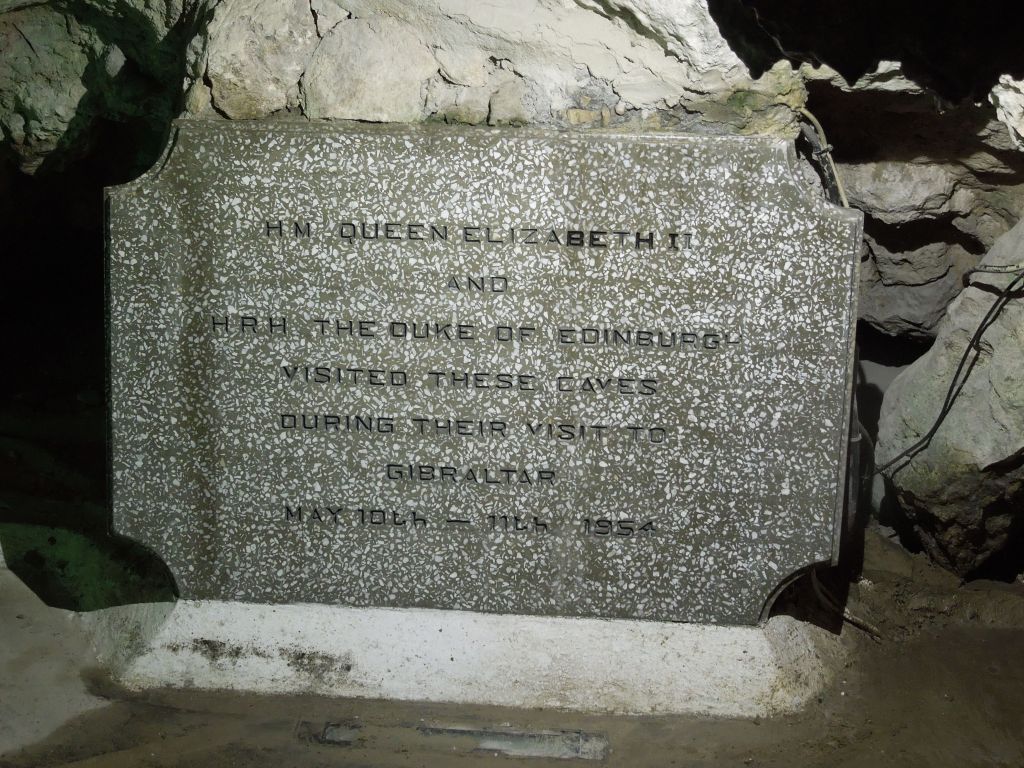 H.M. QUEEN ELIZABETH II
AND
H.R.H. THE DUKE OF EDINBURGH
VISITED THESE CAVES
DURING THEIR VISIT TO
GIBRALTAR
MAY 10th — 11th 1954